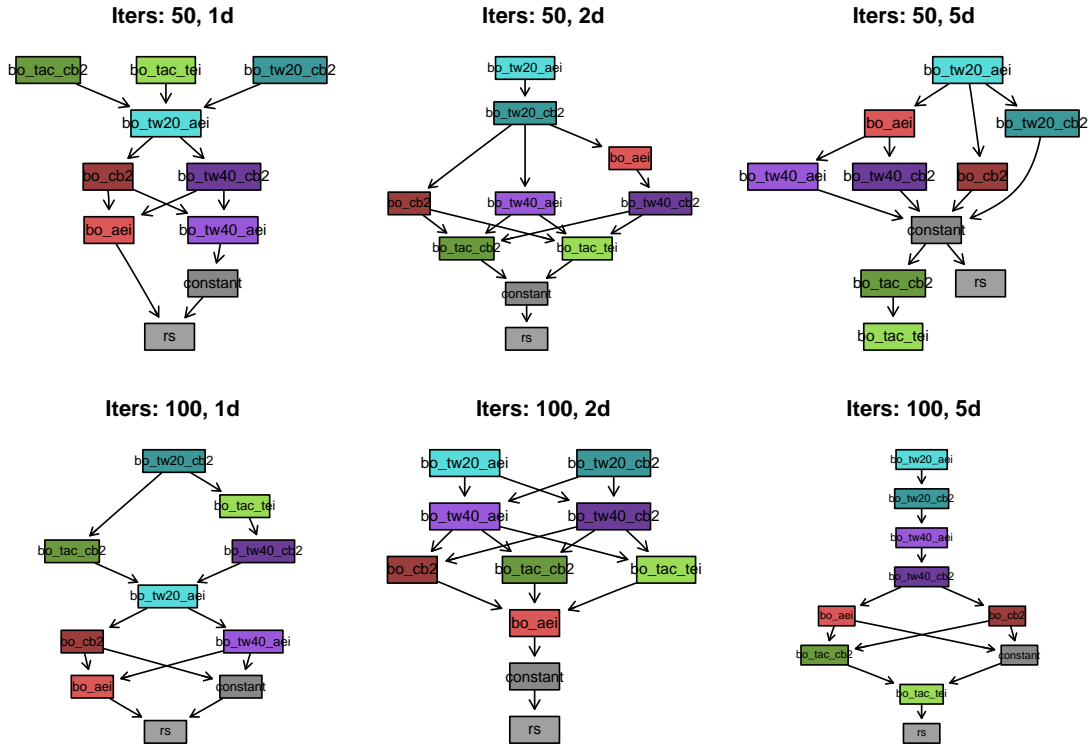 Iters: 50, 1d
bo_tac_cb2 bo_tac_tei bo_tw20_cb2
bo_tw20_aei
bo_cb2 bo_tw40_cb2
bo_aei bo_tw40_aei
constant
rs
Iters: 50, 2d
bo_tw20_aei
bo_tw20_cb2
bo_aei
bo_cb2 bo_tw40_aei bo_tw40_cb2
bo_tac_cb2 bo_tac_tei
constant
rs
Iters: 50, 5d
bo_tw20_aei
bo_aei bo_tw20_cb2
bo_tw40_aei bo_tw40_cb2 bo_cb2
constant
bo_tac_cb2 rs
bo_tac_tei
Iters: 100, 1d
bo_tw20_cb2
bo_tac_tei
bo_tac_cb2 bo_tw40_cb2
bo_tw20_aei
bo_cb2 bo_tw40_aei
bo_aei constant
rs
Iters: 100, 2d
bo_tw20_aei bo_tw20_cb2
bo_tw40_aei bo_tw40_cb2
bo_cb2 bo_tac_cb2 bo_tac_tei
bo_aei
constant
rs
Iters: 100, 5d
bo_tw20_aei
bo_tw20_cb2
bo_tw40_aei
bo_tw40_cb2
bo_aei bo_cb2
bo_tac_cb2 constant
bo_tac_tei
rs